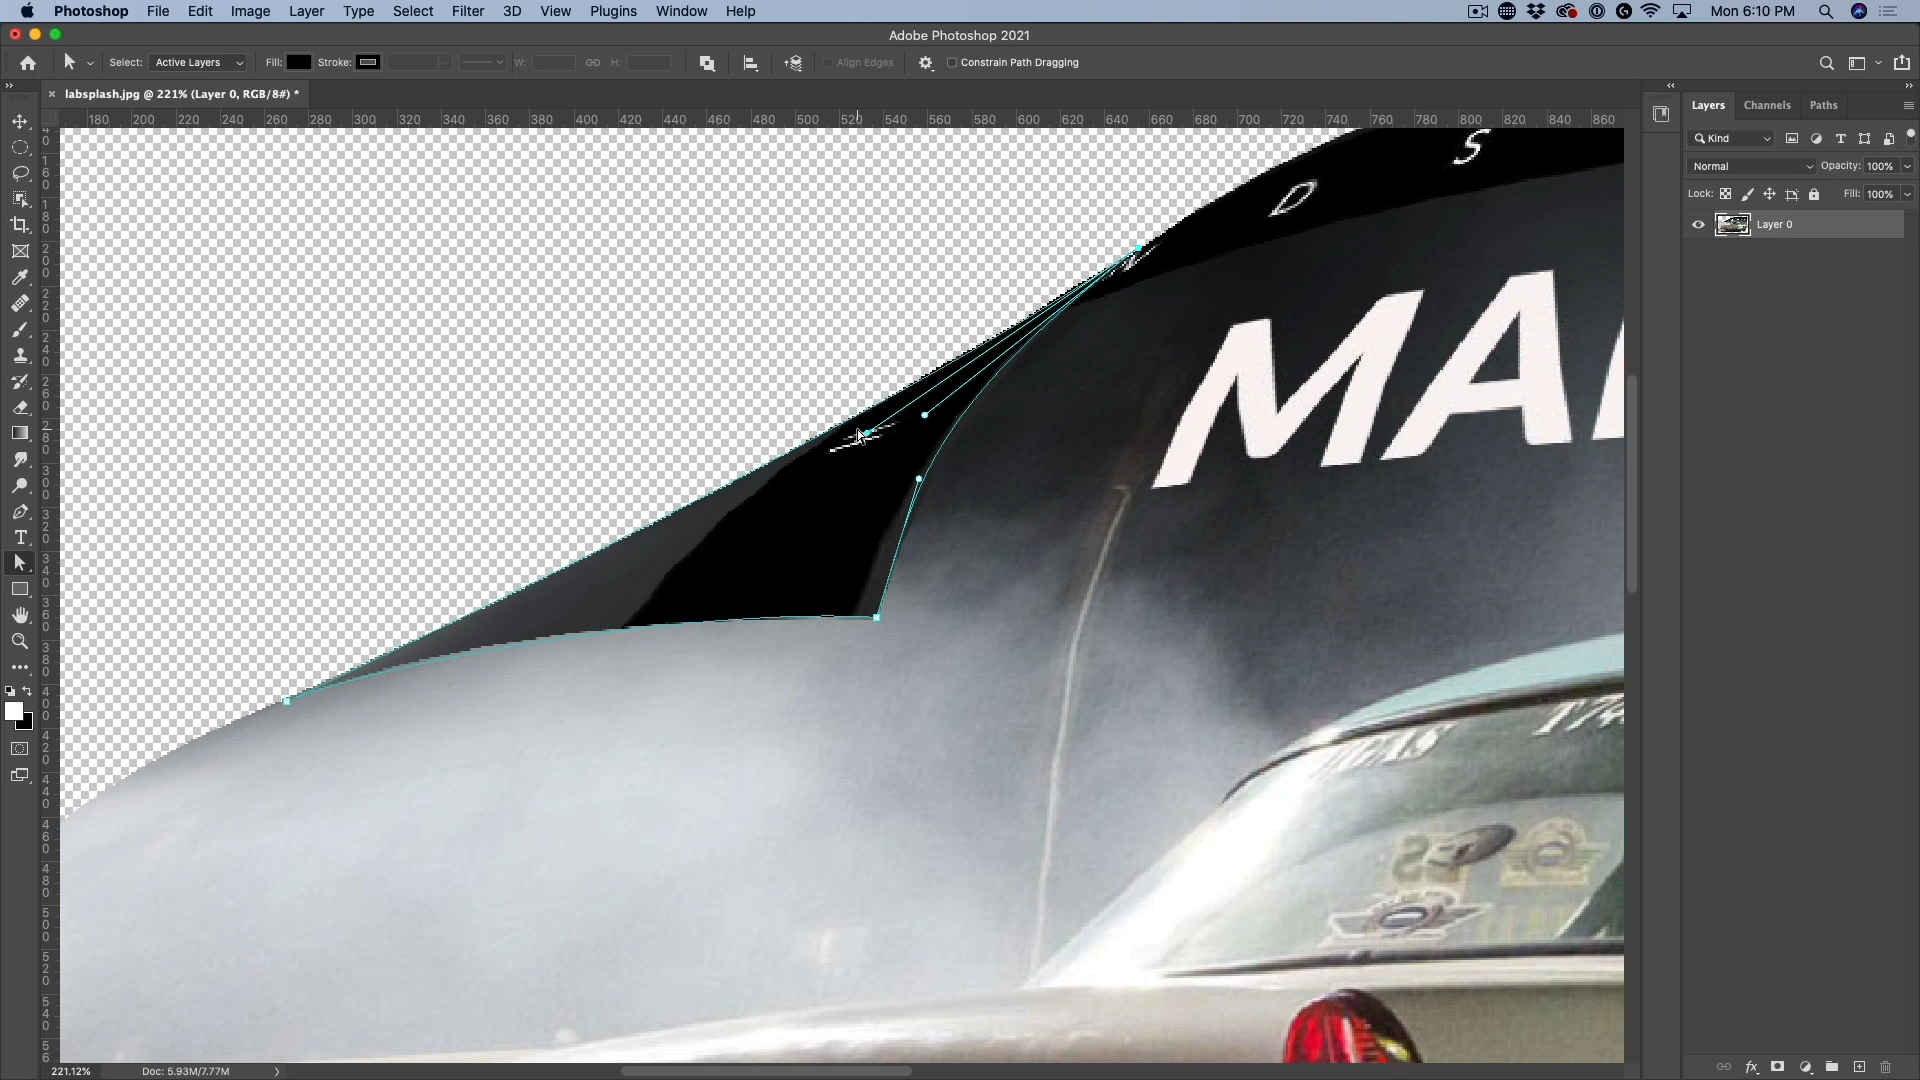 Photoshop File Edit Image Layer Type Select Filter 3D View Plugins Window Help Mon 6:10 PM
Adobe Photoshop 2021
Select: Active Layers Fill: Stroke: W: H: Align Edges Constrain Path Dragging
labsplash.jpg @ 221% (Layer 0, RGB/8#) *
Layers Channels Paths
180 200 220 240 260 280 300 320 340 360 380 400 420 440 460 480 500 520 540 560 580 600 620 640 660 680 700 720 740 760 780 800 820 840 860
Kind
Normal Opacity: 100%
Lock: Fill: 100%
Layer 0
D S
MA
221.12% Doc: 5.93M/7.77M